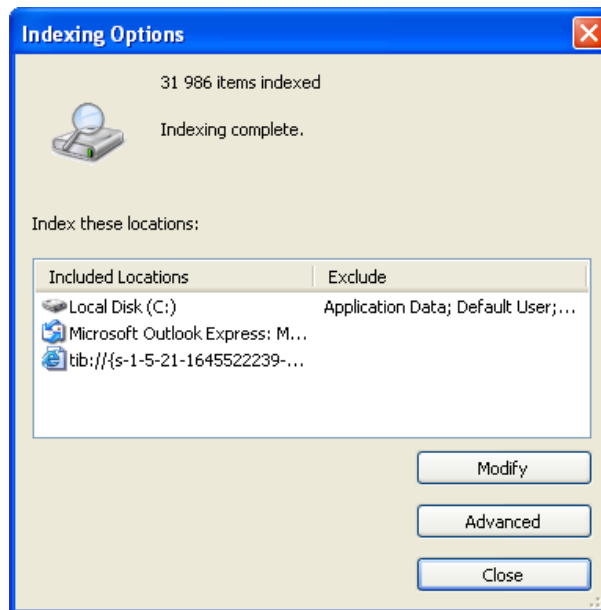 Indexing Options
31 986 items indexed
Indexing complete.
Index these locations:
Included Locations Exclude
Local Disk (C:) Application Data; Default User;...
Microsoft Outlook Express: M...
tib://{s-1-5-21-1645522239-...
Modify
Advanced
Close